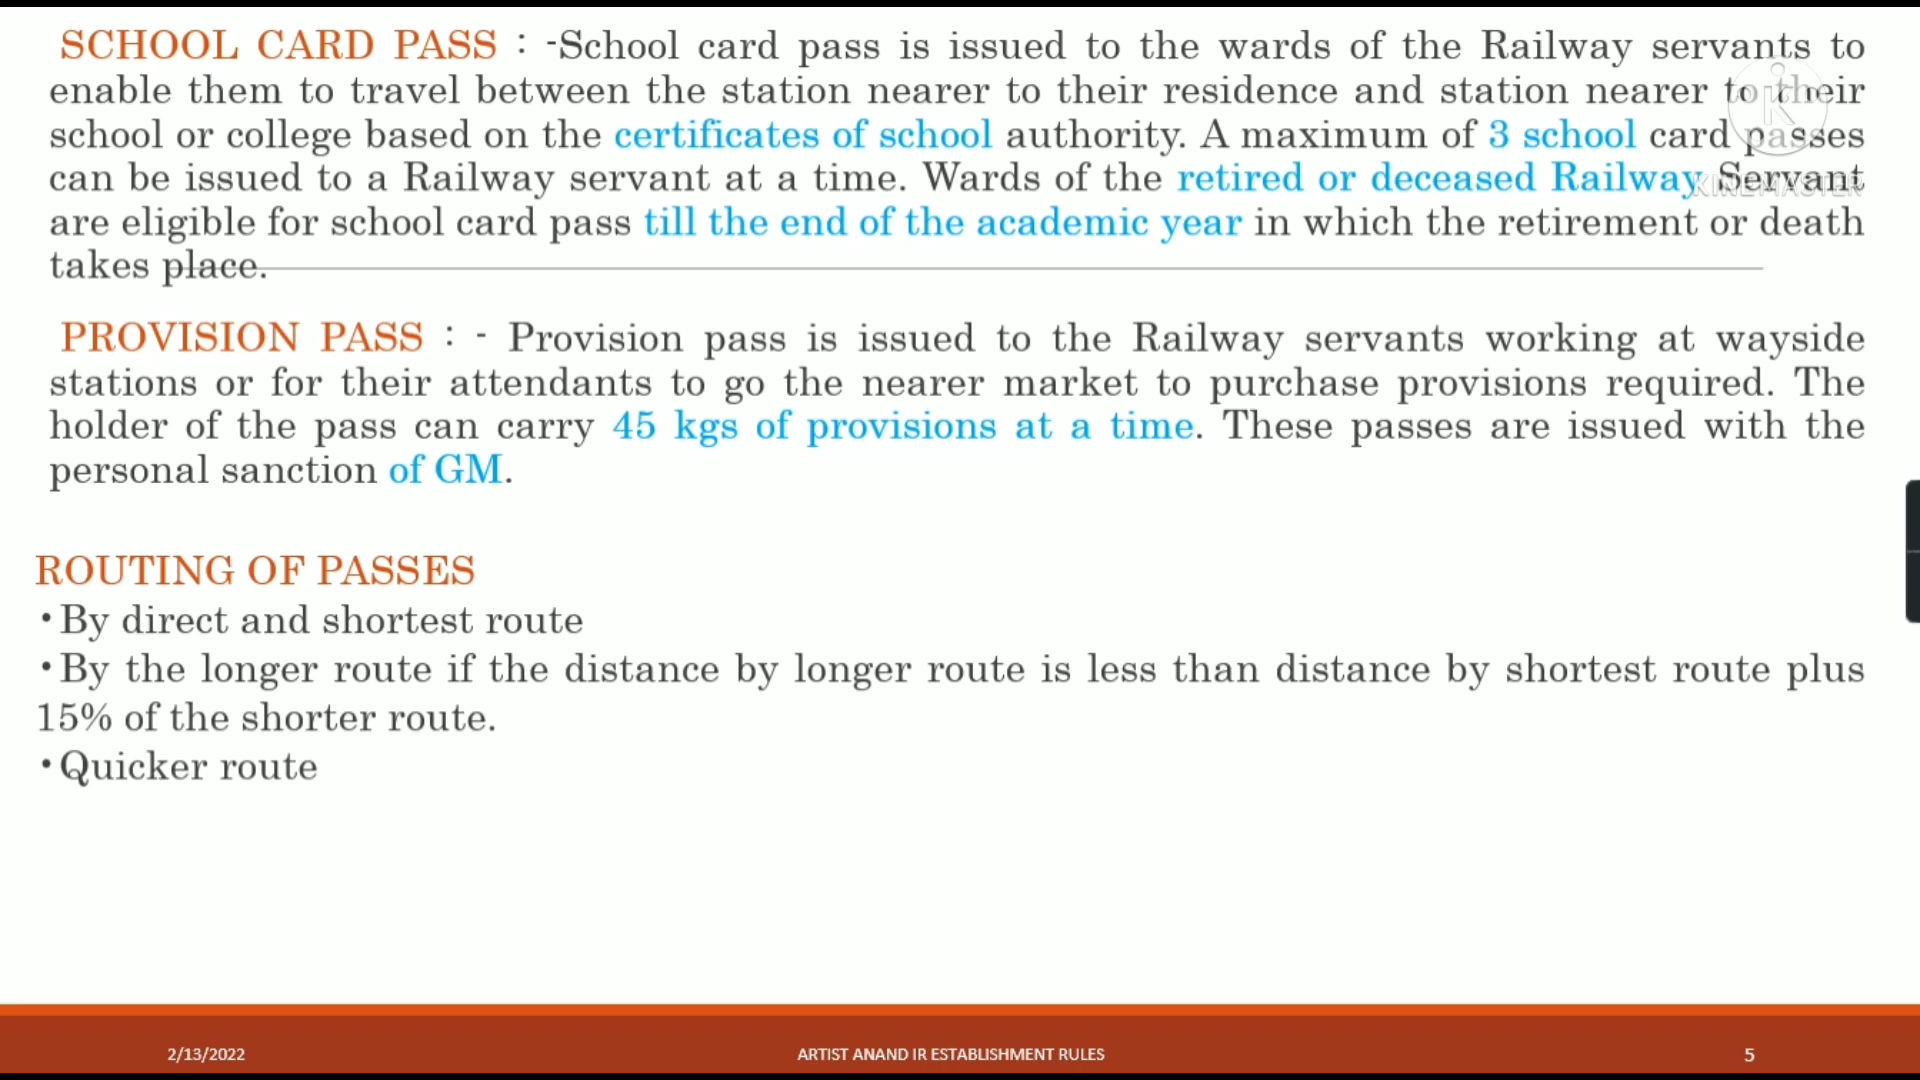 SCHOOL CARD PASS : -School card pass is issued to the wards of the Railway servants to
enable them to travel between the station nearer to their residence and station nearer to their
school or college based on the certificates of school authority. A maximum of 3 school card passes
can be issued to a Railway servant at a time. Wards of the retired or deceased Railway Servant
are eligible for school card pass till the end of the academic year in which the retirement or death
takes place.
PROVISION PASS : - Provision pass is issued to the Railway servants working at wayside
stations or for their attendants to go the nearer market to purchase provisions required. The
holder of the pass can carry 45 kgs of provisions at a time. These passes are issued with the
personal sanction of GM.
ROUTING OF PASSES
•By direct and shortest route
•By the longer route if the distance by longer route is less than distance by shortest route plus
15% of the shorter route.
•Quicker route
K
KINEMASTER
2/13/2022
ARTIST ANAND IR ESTABLISHMENT RULES
5